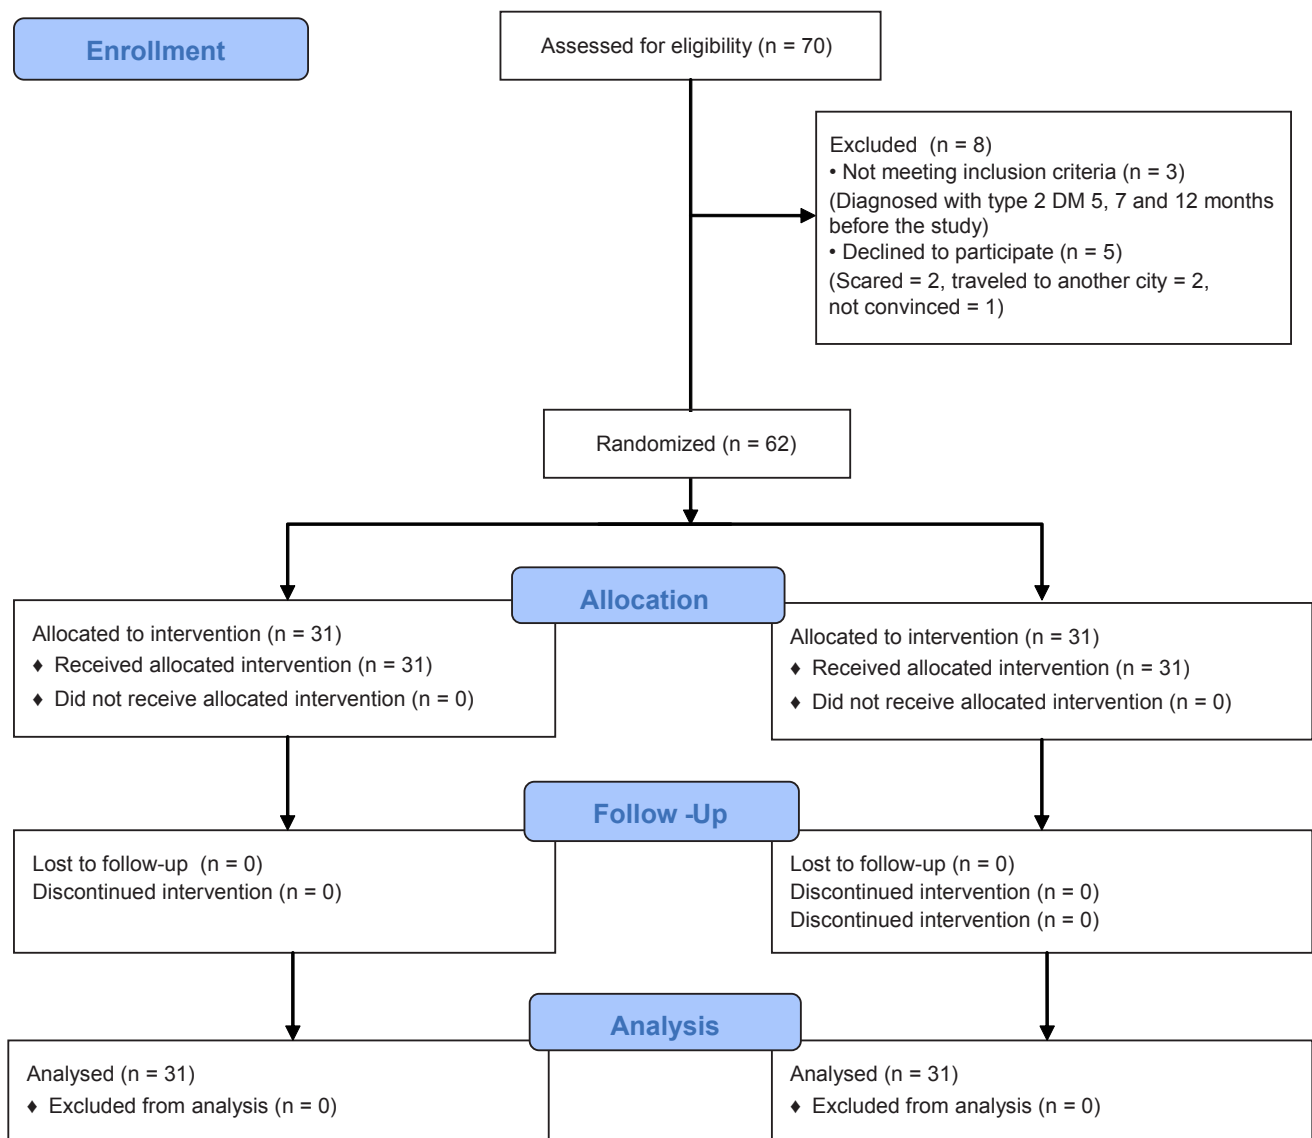 Enrollment
Assessed for eligibility (n = 70)
Excluded  (n = 8)
• Not meeting inclusion criteria (n = 3)
(Diagnosed with type 2 DM 5, 7 and 12 months
before the study)
• Declined to participate (n = 5)
(Scared = 2, traveled to another city = 2,
not convinced = 1)
Randomized (n = 62)
Allocation
Allocated to intervention (n = 31)
♦ Received allocated intervention (n = 31)
♦ Did not receive allocated intervention (n = 0)
Allocated to intervention (n = 31)
♦ Received allocated intervention (n = 31)
♦ Did not receive allocated intervention (n = 0)
Follow -Up
Lost to follow-up  (n = 0)
Discontinued intervention (n = 0)
Lost to follow-up (n = 0)
Discontinued intervention (n = 0)
Discontinued intervention (n = 0)
Analysis
Analysed (n = 31)
♦ Excluded from analysis (n = 0)
Analysed (n = 31)
♦ Excluded from analysis (n = 0)